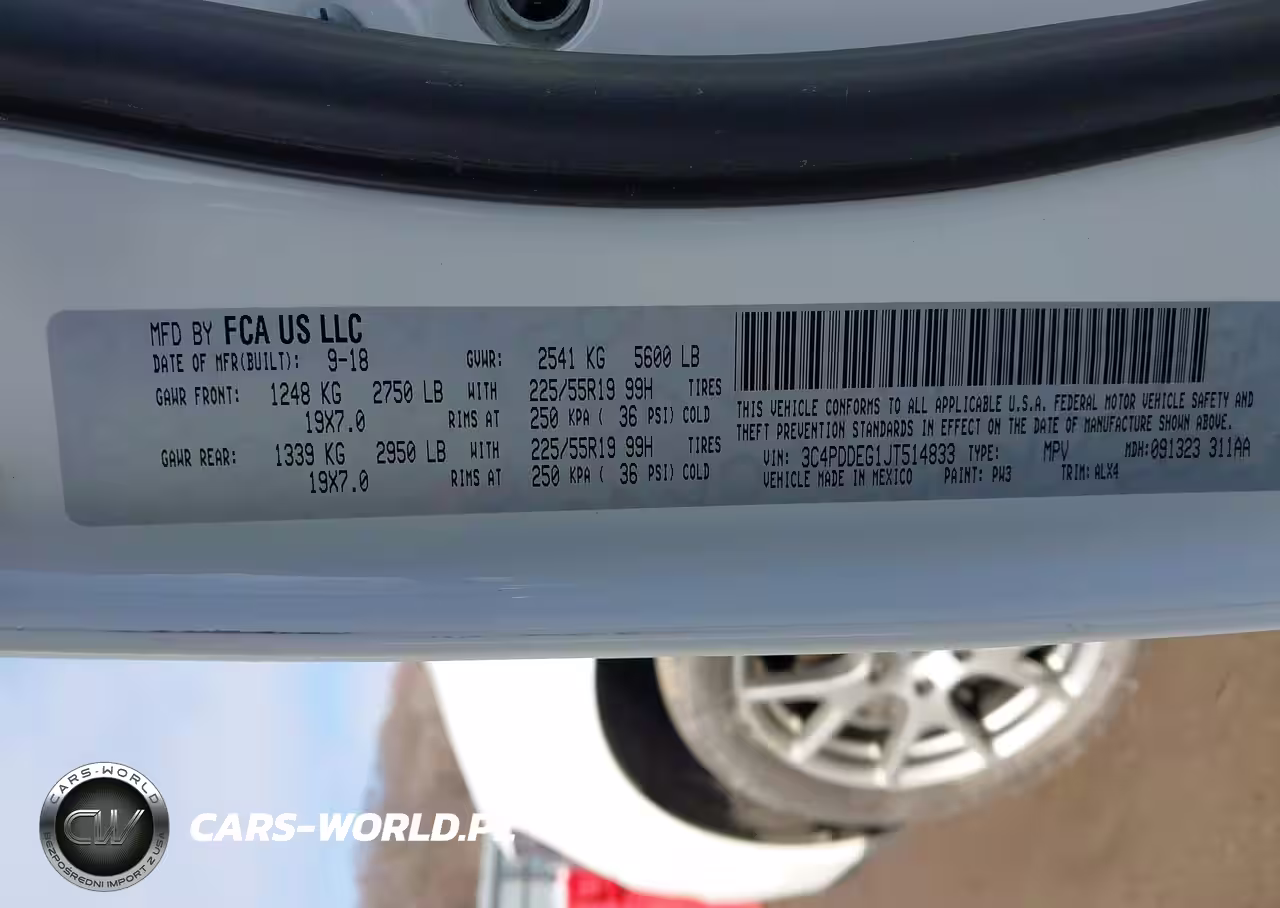 MFD BY FCA US LLC
DATE OF MFR(BUILT): 9-18 GVWR: 2541 KG 5600 LB
GAWR FRONT: 1248 KG 2750 LB WITH 225/55R19 99H TIRES
19X7.0 RIMS AT 250 KPA ( 36 PSI) COLD
GAWR REAR: 1339 KG 2950 LB WITH 225/55R19 99H TIRES
19X7.0 RIMS AT 250 KPA ( 36 PSI) COLD
THIS VEHICLE CONFORMS TO ALL APPLICABLE U.S.A. FEDERAL MOTOR VEHICLE SAFETY AND
THEFT PREVENTION STANDARDS IN EFFECT ON THE DATE OF MANUFACTURE SHOWN ABOVE.
VIN: 3C4PDDEG1JT514833 TYPE: MPV MDH:091323 311AA
VEHICLE MADE IN MEXICO PAINT: PW3 TRIM: ALX4
CARS-WORLD
CW
BEZPOŚREDNI IMPORT Z USA
CARS-WORLD.PL